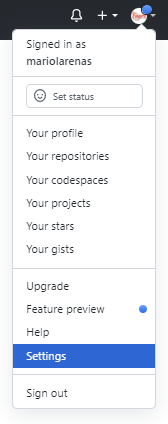 Signed in as
mariolarenas
Set status
Your profile
Your repositories
Your codespaces
Your projects
Your stars
Your gists
Upgrade
Feature preview
Help
Settings
Sign out